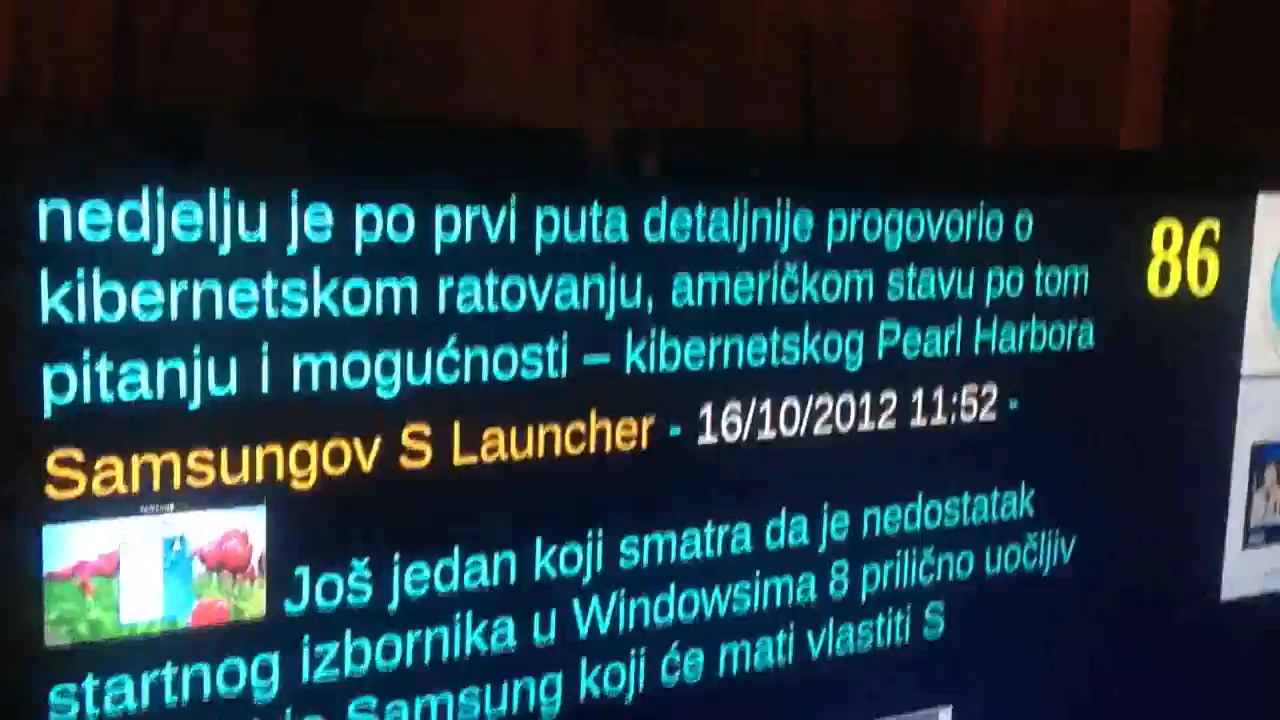 nedjelju je po prvi puta detaljnije progovorio o
86
kibernetskom ratovanju, američkom stavu po tom
pitanju i mogućnosti – kibernetskog Pearl Harbora
Samsungov S Launcher - 16/10/2012 11:52 -
Još jedan koji smatra da je nedostatak
startnog izbornika u Windowsima 8 prilično uočljiv
Samsung koji će mati vlastiti S